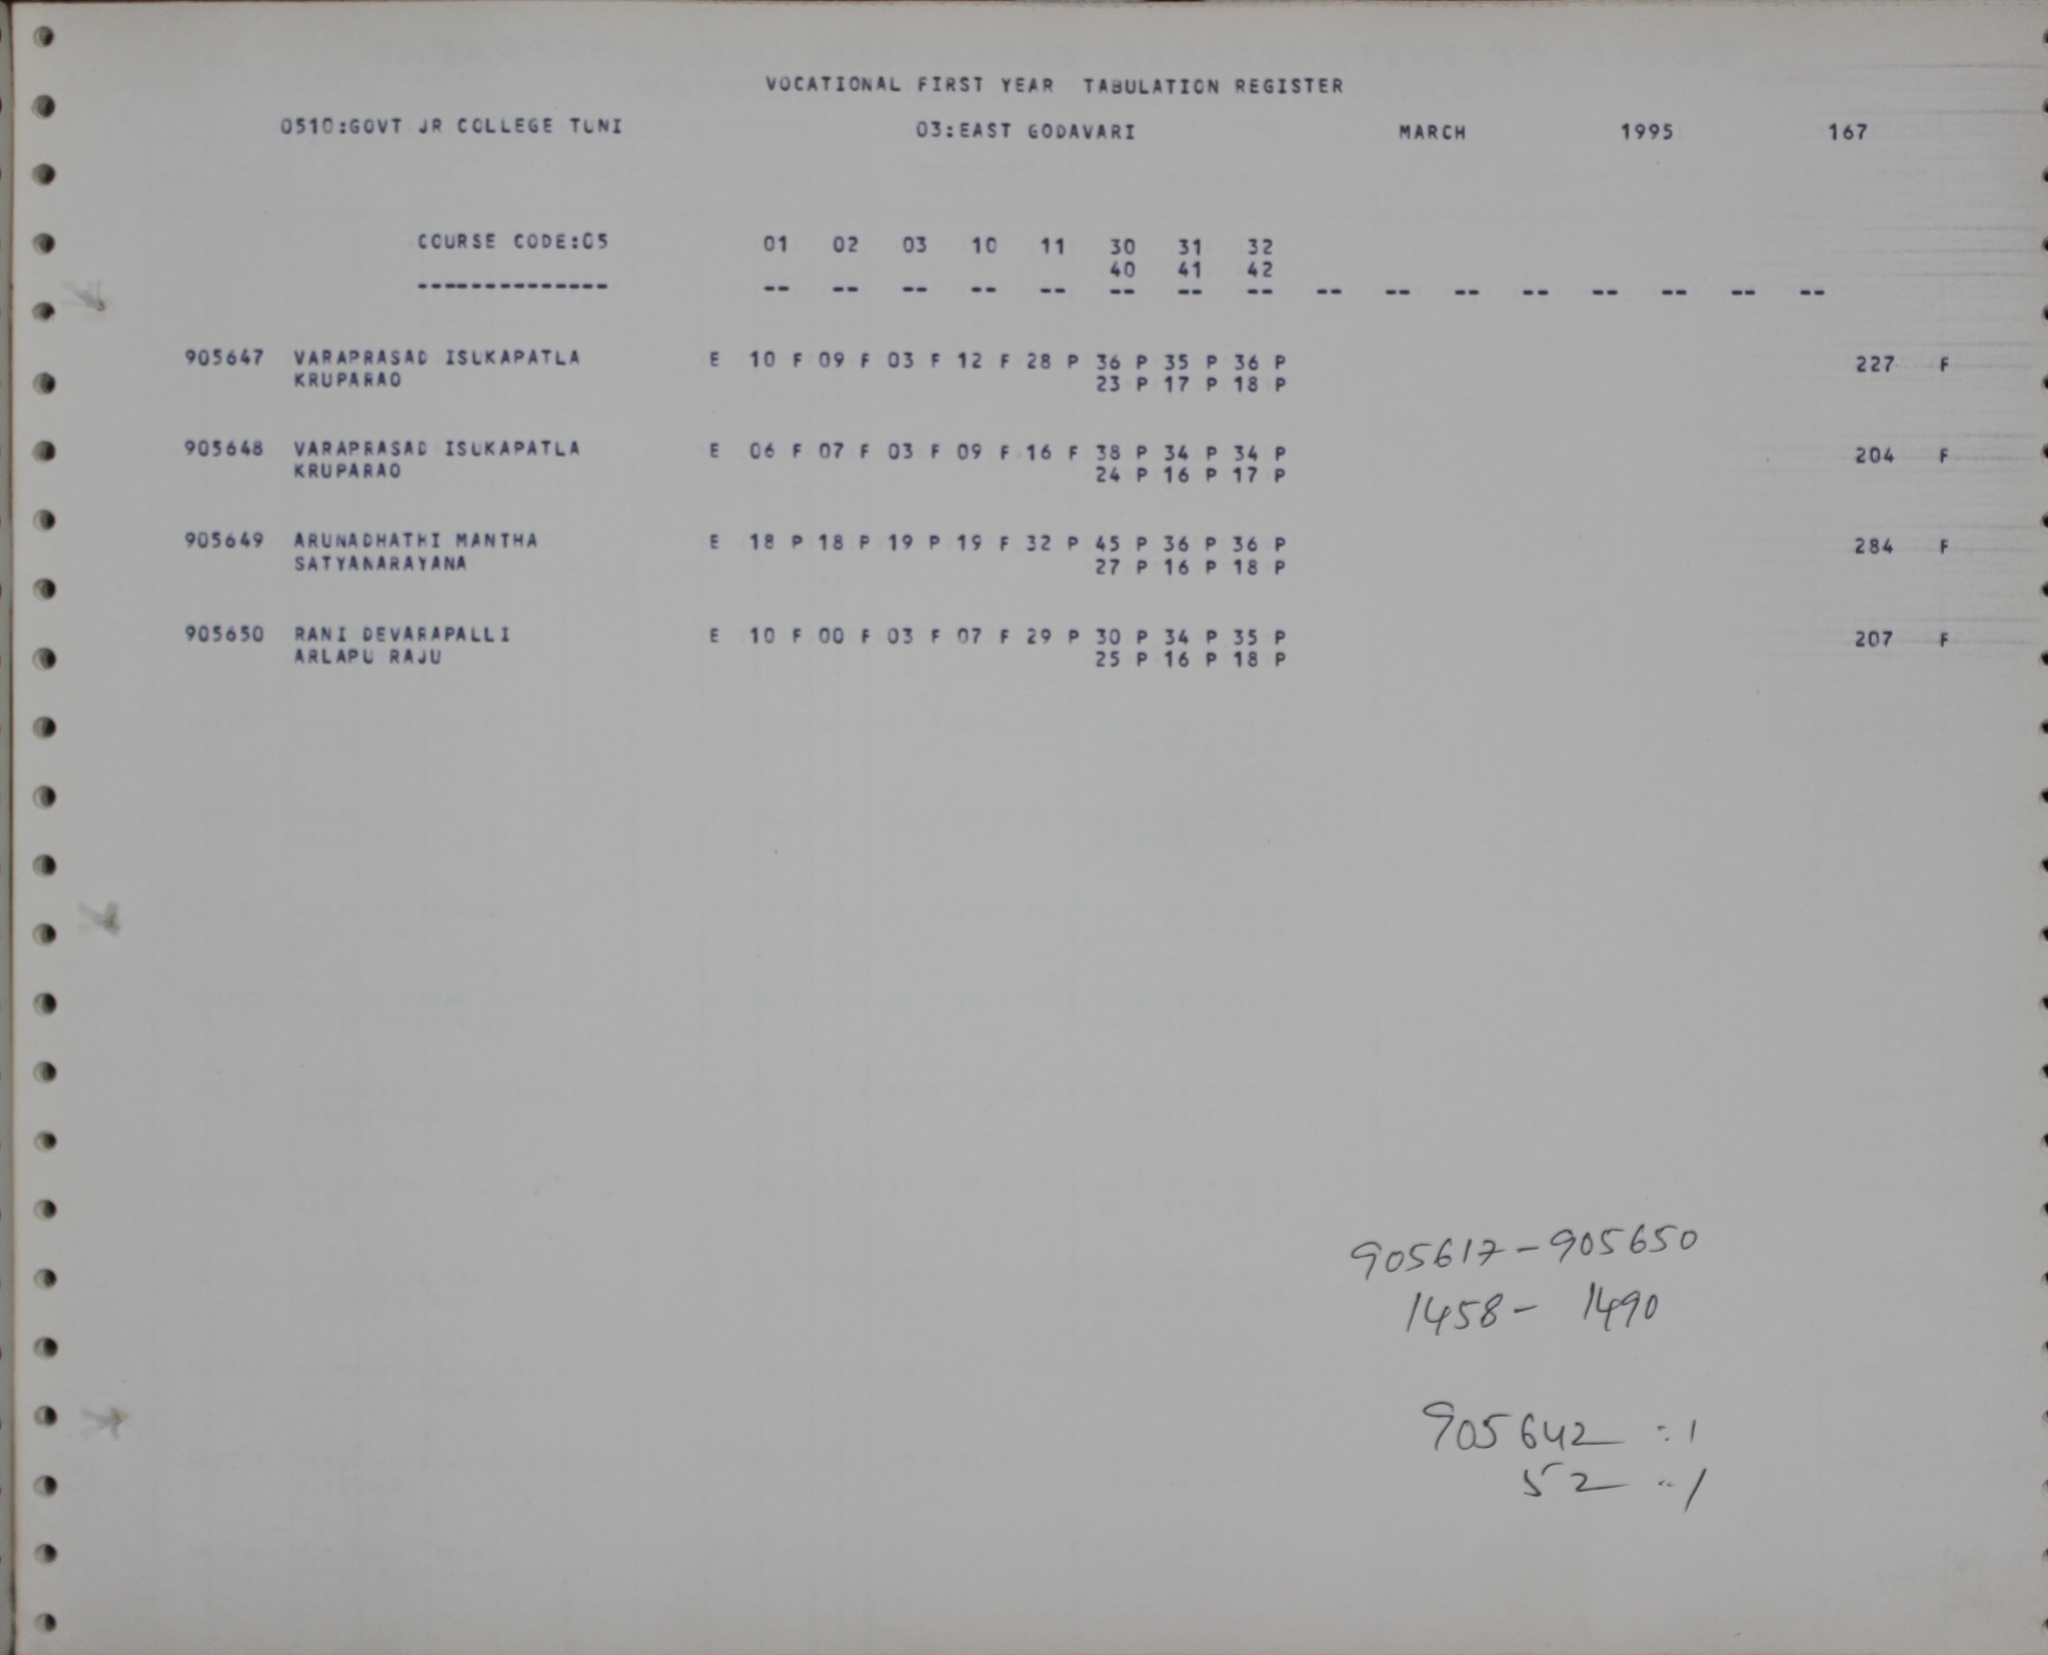 VOCATIONAL FIRST YEAR TABULATION REGISTER
0510:GOVT JR COLLEGE TUNI 03:EAST GODAVARI MARCH 1995 167
COURSE CODE:05 01 02 03 10 11 30 31 32
40 41 42
-------------- -- -- -- -- -- -- -- -- -- -- -- -- -- -- -- --
905647 VARAPRASAD ISUKAPATLA E 10 F 09 F 03 F 12 F 28 P 36 P 35 P 36 P 227 F
KRUPARAO 23 P 17 P 18 P
905648 VARAPRASAD ISUKAPATLA E 06 F 07 F 03 F 09 F 16 F 38 P 34 P 34 P 204 F
KRUPARAO 24 P 16 P 17 P
905649 ARUNADHATHI MANTHA E 18 P 18 P 19 P 19 F 32 P 45 P 36 P 36 P 284 F
SATYANARAYANA 27 P 16 P 18 P
905650 RANI DEVARAPALLI E 10 F 00 F 03 F 07 F 29 P 30 P 34 P 35 P 207 F
ARLAPU RAJU 25 P 16 P 18 P
905617 - 905650
1458 - 1490
905642 : 1
52 " 1